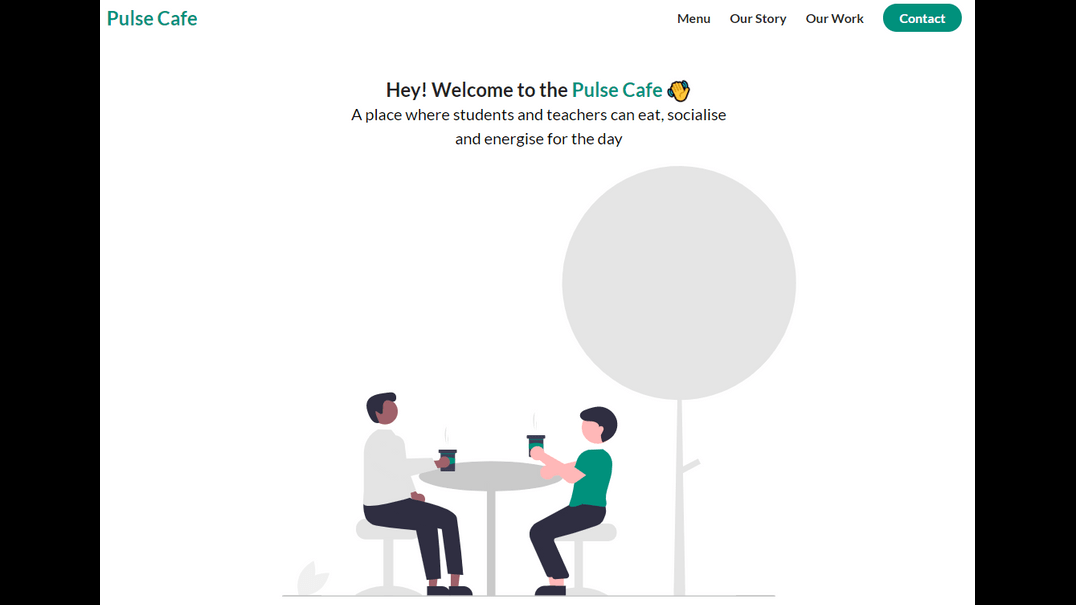 Pulse Cafe
Menu Our Story Our Work Contact
Hey! Welcome to the Pulse Cafe 👋
A place where students and teachers can eat, socialise
and energise for the day